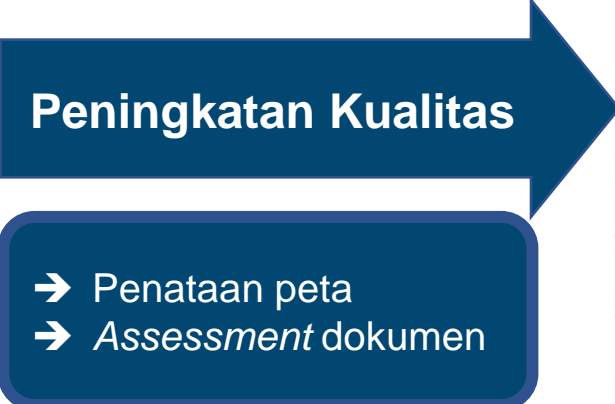 Peningkatan Kualitas
➔ Penataan peta
➔ Assessment dokumen